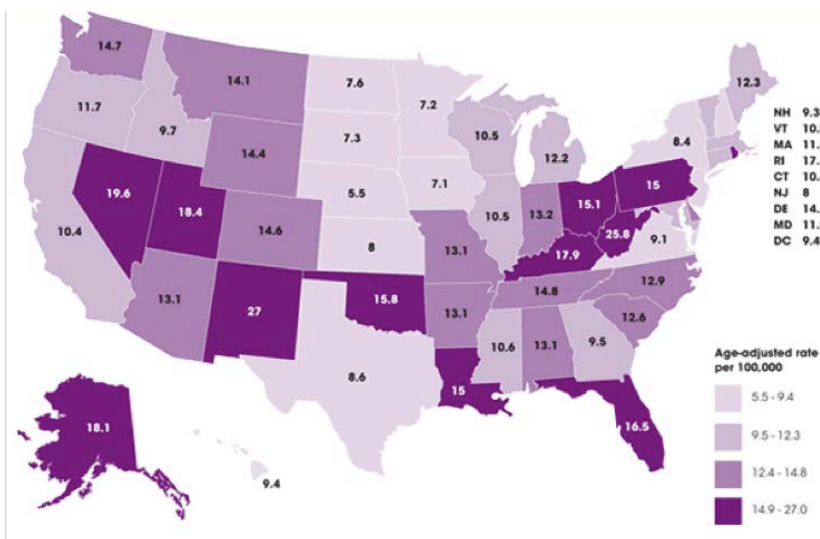 14.7
12.3
14.1
7.6
7.2
11.7
NH 9.3
VT 10.
MA 11.
RI 17.
CT 10.
NJ 8
DE 14.
MD 11.
DC 9.4
9.7
7.3
10.5
8.4
14.4
12.2
7.1
5.5
15
19.6
18.4
10.5
13.2
15.1
14.6
25.8
9.1
10.4
8
13.1
17.9
13.1
27
15.8
14.8
12.9
13.1
12.6
10.6
13.1
9.5
8.6
15
16.5
18.1
9.4
Age-adjusted rate
per 100,000
5.5 - 9.4
9.5 - 12.3
12.4 - 14.8
14.9 - 27.0